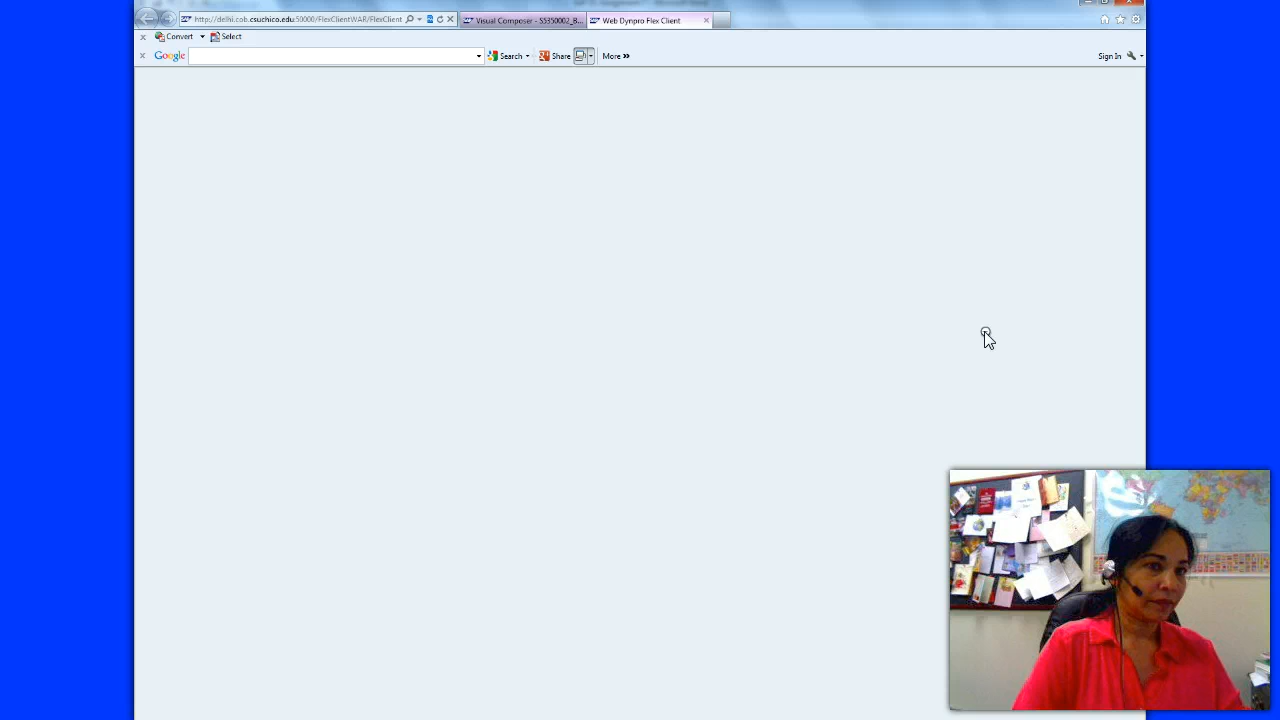 http://delhi.cob.csuchico.edu:50000/FlexClientWAR/FlexClient
Visual Composer - S5350002_B...
Web Dynpro Flex Client
x Convert Select
x Google Search Share More » Sign In